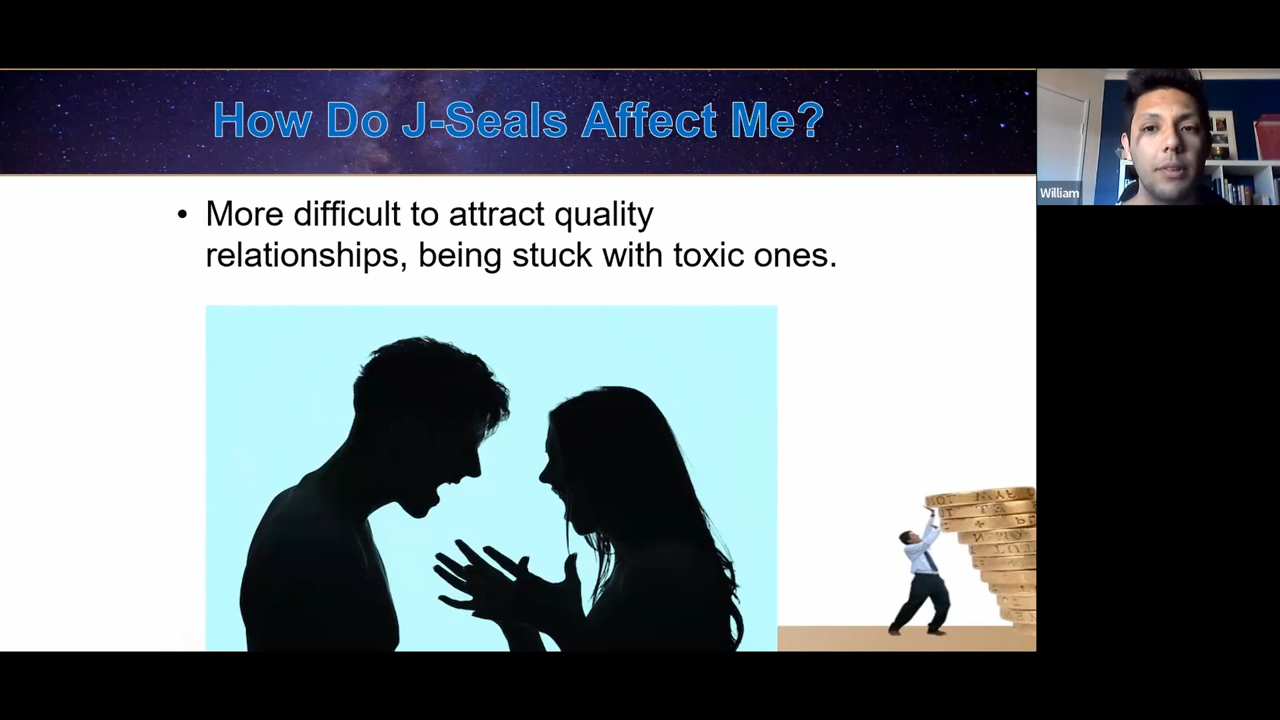 How Do J-Seals Affect Me?
• More difficult to attract quality
relationships, being stuck with toxic ones.
William